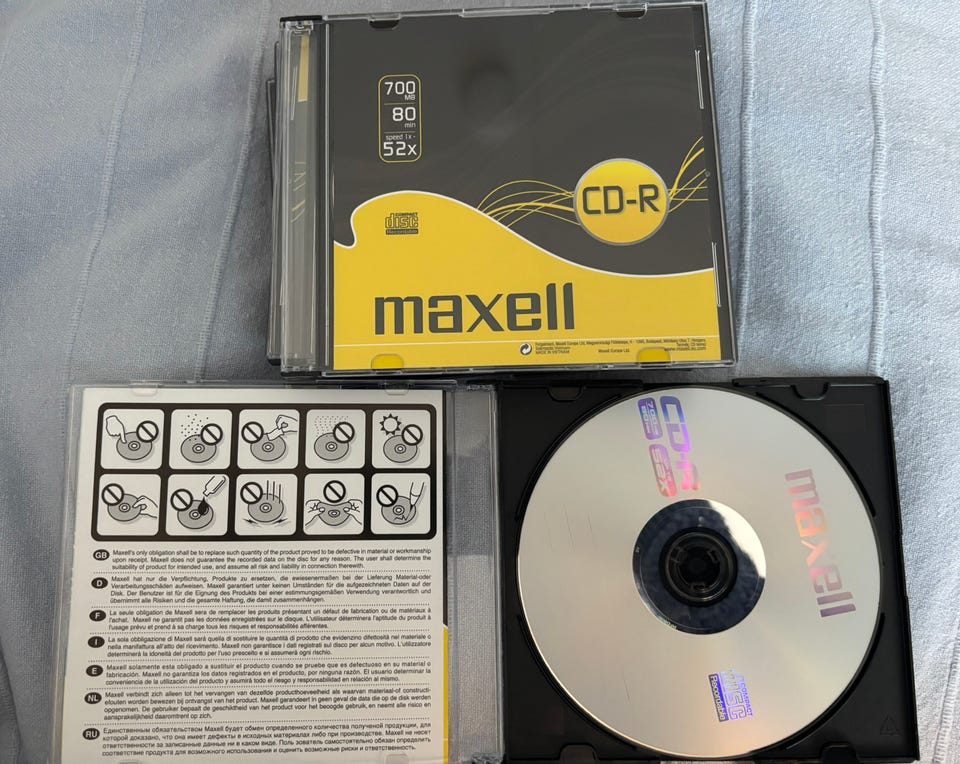 700
MB
80
min
speed 1x -
52x
CD-R
COMPACT
disc
Recordable
maxell
MADE IN VIETNAM
Maxell Europe Ltd.
www.maxell.eu.com
CD-R
700MB
80MIN
52x
maxell
COMPACT
disc
Recordable
GB Maxell's only obligation shall be to replace such quantity of the product proved to be defective in material or workmanship
upon receipt. Maxell does not guarantee the recorded data on the disc for any reason. The user shall determine the
suitability of product for intended use, and assume all risk and liability in connection therewith.
D Maxell hat nur die Verpflichtung, Produkte zu ersetzen, die ewiesenermaßen bei der Lieferung Material-oder
Verarbeitungsschäden aufweisen. Maxell garantiert unter keinen Umständen für die aufgezeichneten Daten auf der
Disk. Der Benutzer ist für die Eignung des Produkts bei einer estimmungsgemäßen Verwendung verantwortlich und
übernimmt alle Risiken und die gesamte Haftung, die damit zusammenhängen.
F La seule obligation de Maxell sera de remplacer les produits présentant un défaut de fabrication ou de matériaux à
l'achat. Maxell ne garantit pas les données enregistrées sur le disque. L'utilisateur déterminera l'aptitude du produit à
l'usage prévu et prend à sa charge tous les risques et responsabilités afférentes.
I La sola obbligazione di Maxell sarà quella di sostituire le quantità di prodotto che evidenzino difettosità nel materiale o
nella manifattura all'atto del ricevimento. Maxell non garantisce i dati registrati sul disco per alcun motivo. L'utilizzatore
determinerà la idoneità del prodotto per l'uso prescelto e si assumerà ogni rischio.
E Maxell solamente esta obligado a sustituir el producto cuando se pruebe que es defectuoso en su material o
fabricación. Maxell no garantiza los datos registrados en el producto, por ninguna razón. El usuario determinar la
conveniencia de la utilización del producto y asumirá todo el riesgo y responsabilidad en relación al mismo.
NL Maxell verbindt zich alleen tot het vervangen van dezelfde producthoeveelheid als waarvan materiaal-of constructi-
efouten worden bewezen bij ontvangst van het product. Maxell garandeert in geen geval de data die op de disk werden
opgenomen. De gebruiker bepaalt de geschiktheid van het product voor het beoogde gebruik, en neemt alle risico en
aansprakelijkheid daaromtrent op zich.
RU Единственным обязательством Maxell будет обмен определенного количества полученой продукции, для
которой доказано, что она имеет дефекты в исходных материалах либо при производстве. Maxell не несет
ответственности за записанные данные ни в каком виде. Поль зователь самостоятельно обязан определить
соответствие продукта для возможного использования и оценить возможные риски и ответственность.